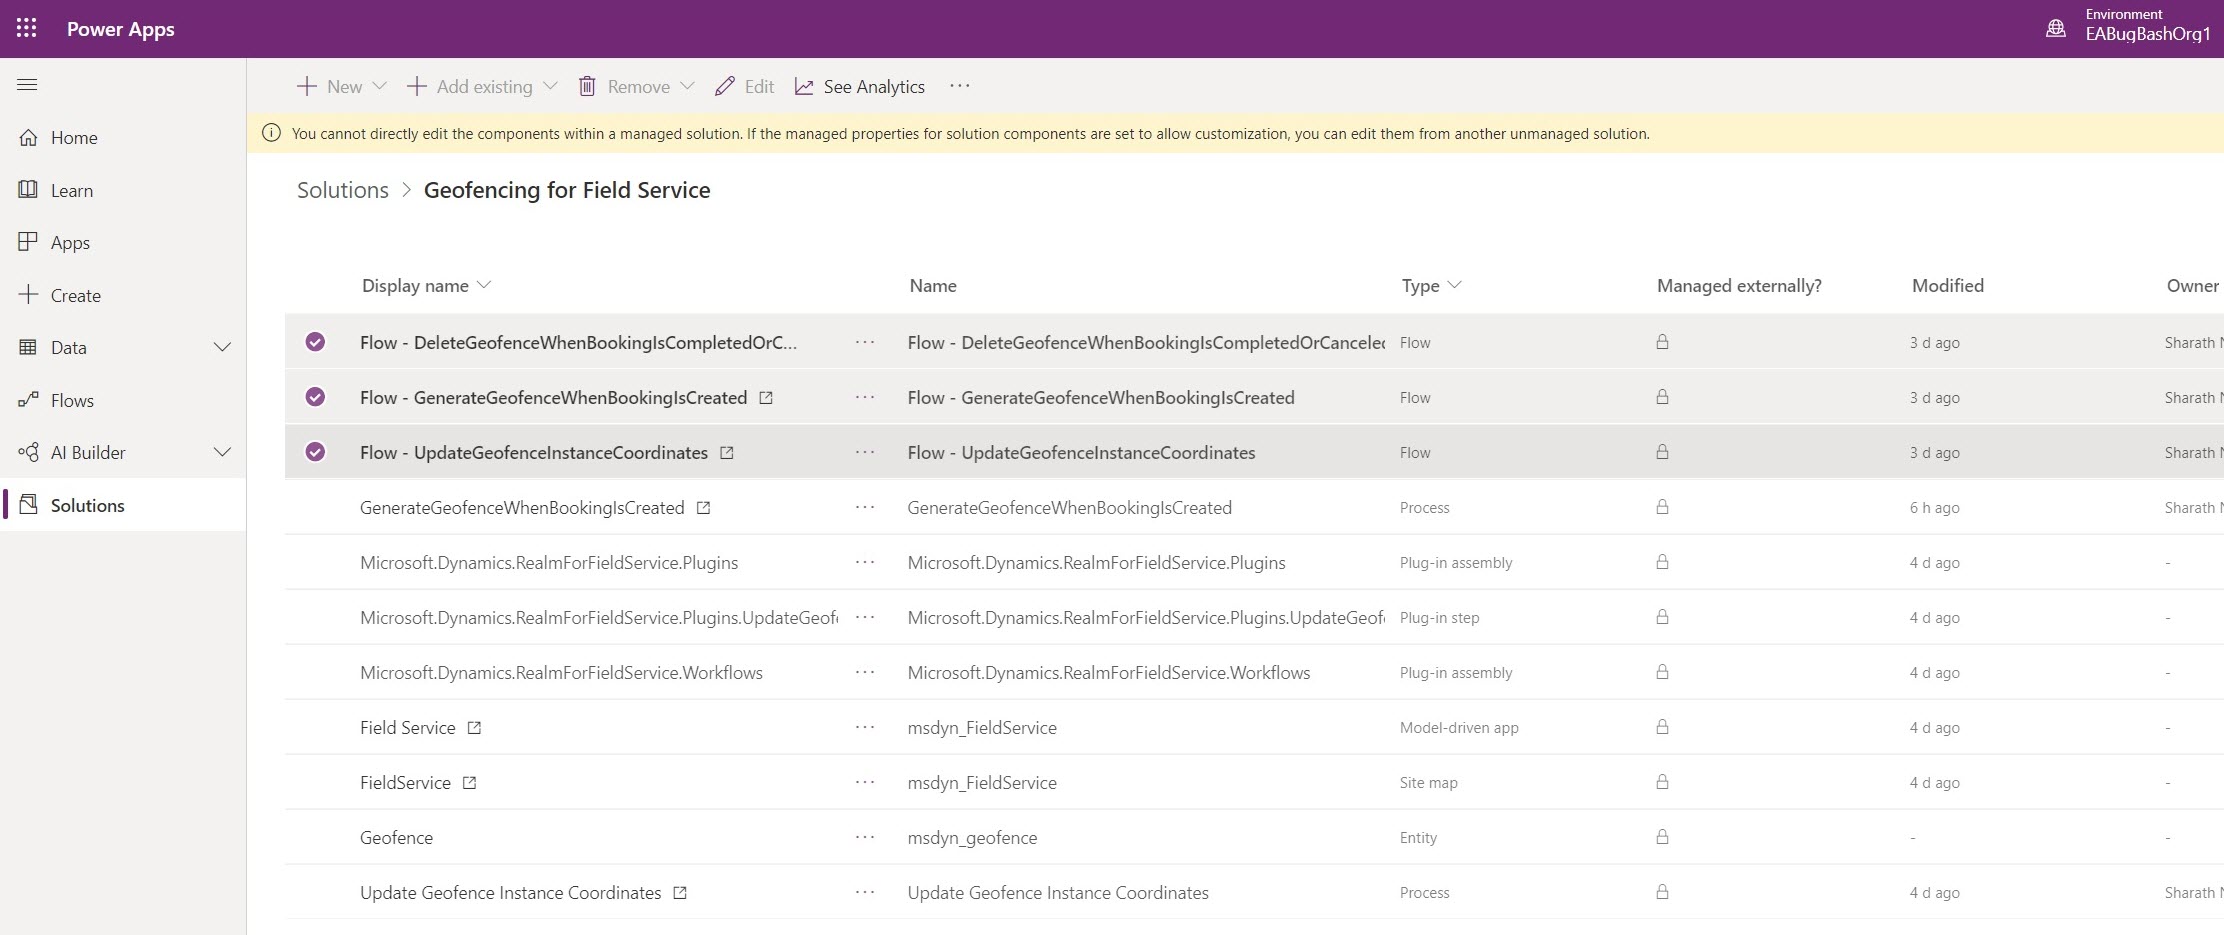 Power Apps
Environment
EABugBashOrg1
New
Add existing
Remove
Edit
See Analytics
···
You cannot directly edit the components within a managed solution. If the managed properties for solution components are set to allow customization, you can edit them from another unmanaged solution.
Home
Learn
Apps
Create
Data
Flows
AI Builder
Solutions
Solutions > Geofencing for Field Service
Display name Name Type Managed externally? Modified Owner
Flow - DeleteGeofenceWhenBookingIsCompletedOrC... ··· Flow - DeleteGeofenceWhenBookingIsCompletedOrCanceled Flow 3 d ago Sharath N
Flow - GenerateGeofenceWhenBookingIsCreated ··· Flow - GenerateGeofenceWhenBookingIsCreated Flow 3 d ago Sharath N
Flow - UpdateGeofenceInstanceCoordinates ··· Flow - UpdateGeofenceInstanceCoordinates Flow 3 d ago Sharath N
GenerateGeofenceWhenBookingIsCreated ··· GenerateGeofenceWhenBookingIsCreated Process 6 h ago Sharath N
Microsoft.Dynamics.RealmForFieldService.Plugins ··· Microsoft.Dynamics.RealmForFieldService.Plugins Plug-in assembly 4 d ago -
Microsoft.Dynamics.RealmForFieldService.Plugins.UpdateGeof ··· Microsoft.Dynamics.RealmForFieldService.Plugins.UpdateGeof Plug-in step 4 d ago -
Microsoft.Dynamics.RealmForFieldService.Workflows ··· Microsoft.Dynamics.RealmForFieldService.Workflows Plug-in assembly 4 d ago -
Field Service ··· msdyn_FieldService Model-driven app 4 d ago -
FieldService ··· msdyn_FieldService Site map 4 d ago -
Geofence ··· msdyn_geofence Entity - -
Update Geofence Instance Coordinates ··· Update Geofence Instance Coordinates Process 4 d ago Sharath N